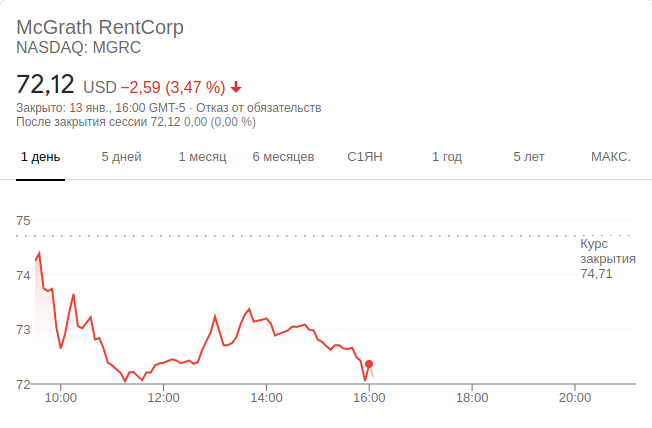 McGrath RentCorp
NASDAQ: MGRC
72,12 USD −2,59 (3,47 %)
Закрыто: 13 янв., 16:00 GMT-5 · Отказ от обязательств
После закрытия сессии 72,12 0,00 (0,00 %)
1 день 5 дней 1 месяц 6 месяцев С1ЯН 1 год 5 лет МАКС.
75
Курс
закрытия
74,71
74
73
72
10:00 12:00 14:00 16:00 18:00 20:00